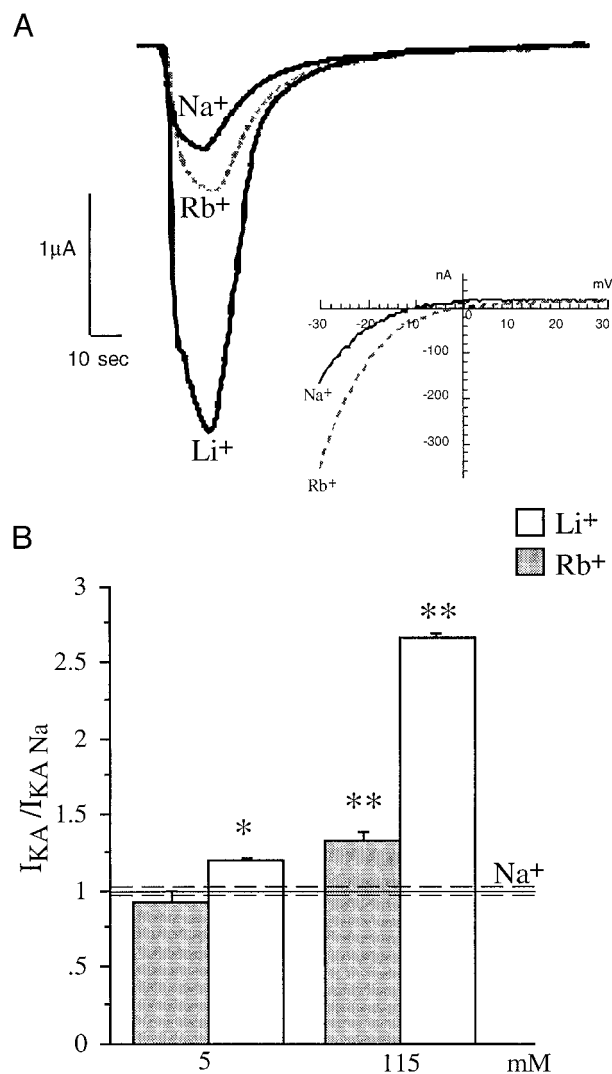 A
Na+
Rb+
1µA
10 sec
Li+
nA
mV
-30
-20
-10
0
10
20
30
-100
-200
-300
Na+
Rb+
B
Li+
Rb+
3
2.5
2
1.5
1
.5
0
IKA/IKA Na
*
**
**
Na+
5
115
mM